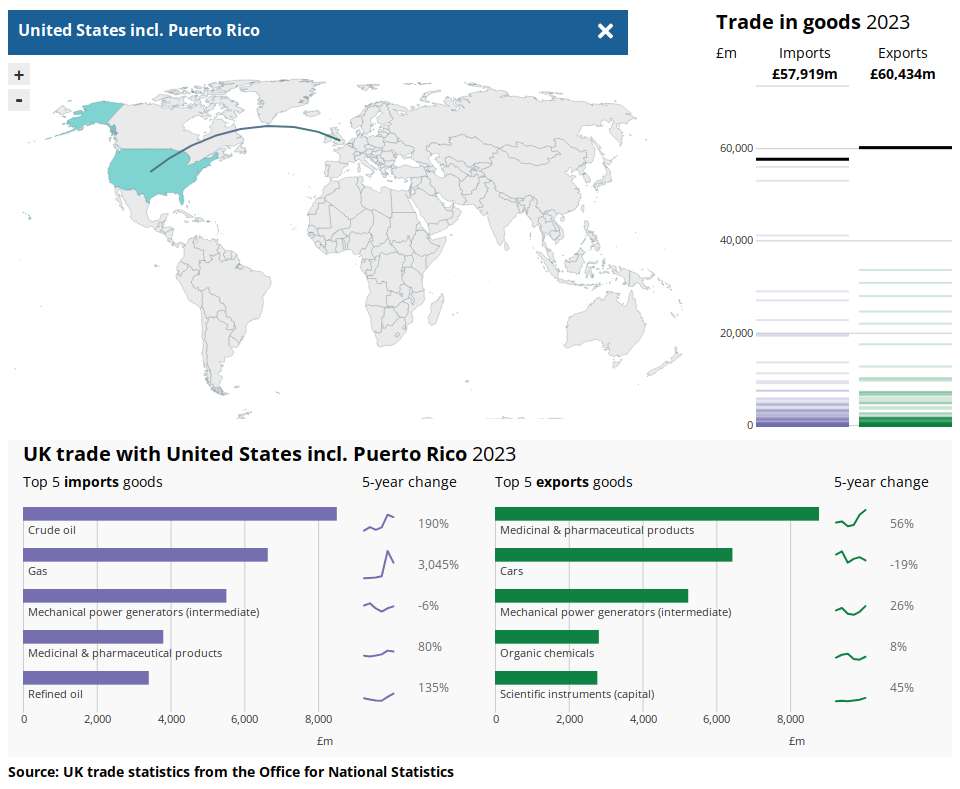 United States incl. Puerto Rico
+
-
Trade in goods 2023
£m Imports Exports
£57,919m £60,434m
60,000
40,000
20,000
0
UK trade with United States incl. Puerto Rico 2023
Top 5 imports goods 5-year change
Crude oil 190%
Gas 3,045%
Mechanical power generators (intermediate) -6%
Medicinal & pharmaceutical products 80%
Refined oil 135%
0 2,000 4,000 6,000 8,000
£m
Top 5 exports goods 5-year change
Medicinal & pharmaceutical products 56%
Cars -19%
Mechanical power generators (intermediate) 26%
Organic chemicals 8%
Scientific instruments (capital) 45%
0 2,000 4,000 6,000 8,000
£m
Source: UK trade statistics from the Office for National Statistics